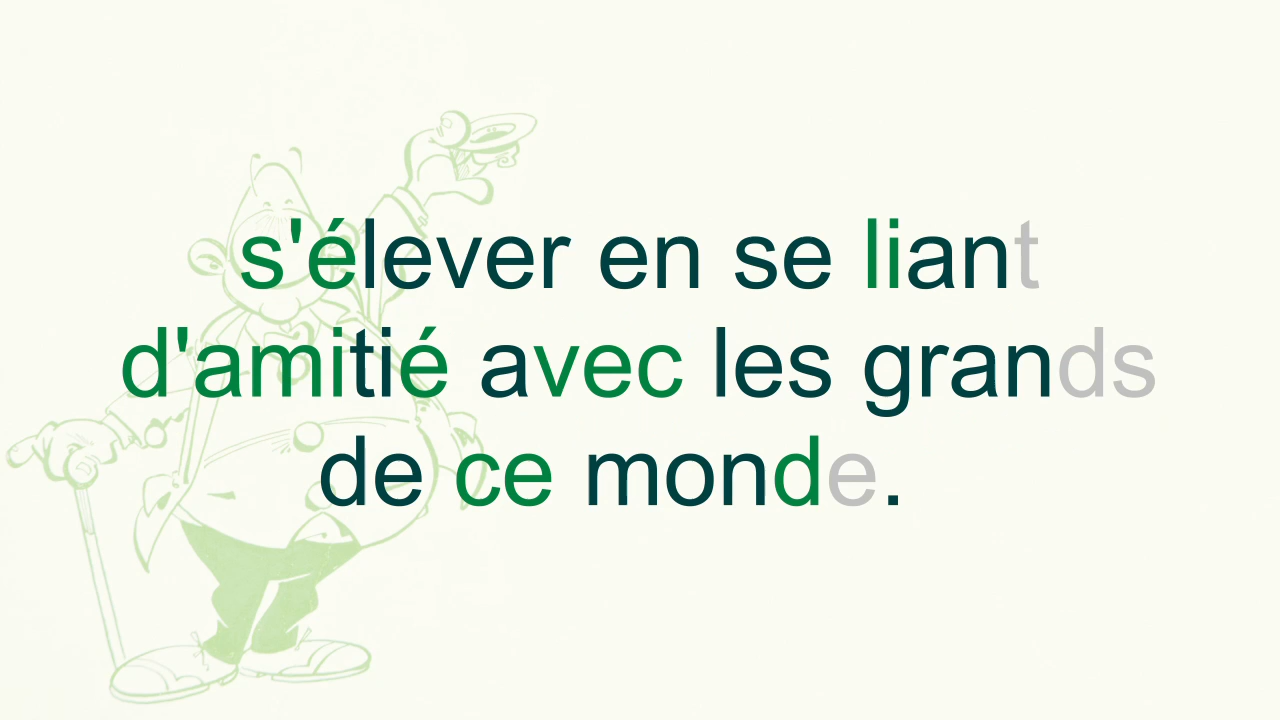 s'élever en se liant
d'amitié avec les grands
de ce monde.